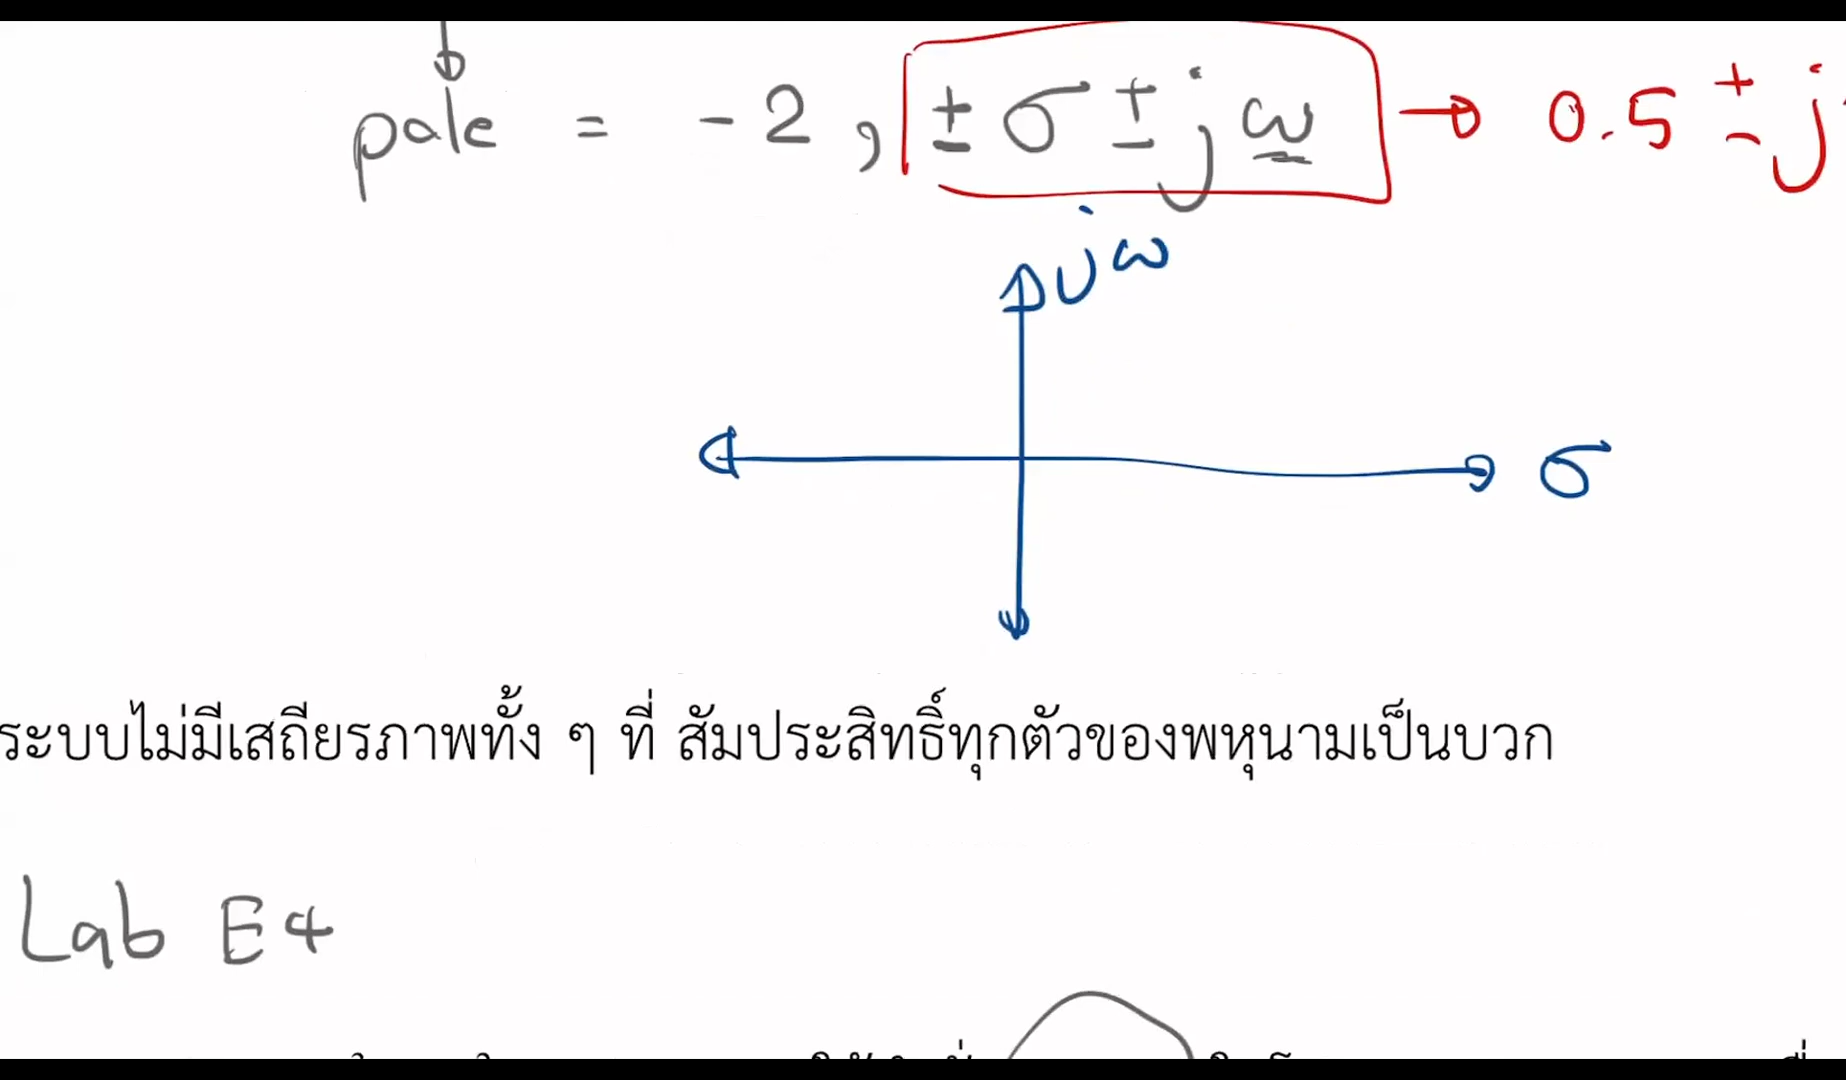 pole = -2 , ± σ ± jω → 0.5 ± j
jω
σ
ระบบไม่มีเสถียรภาพทั้ง ๆ ที่ สัมประสิทธิ์ทุกตัวของพหุนามเป็นบวก
Lab E4